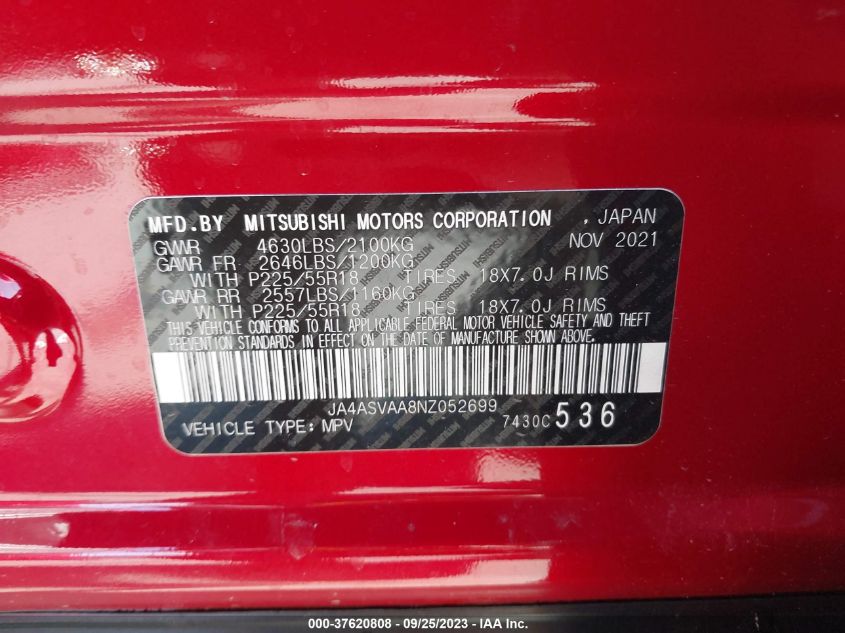 MFD.BY MITSUBISHI MOTORS CORPORATION , JAPAN
GVWR 4630LBS/2100KG NOV 2021
GAWR FR 2646LBS/1200KG
WITH P225/55R18 TIRES 18X7.0J RIMS
GAWR RR 2557LBS/1160KG
WITH P225/55R18 TIRES 18X7.0J RIMS
THIS VEHICLE CONFORMS TO ALL APPLICABLE FEDERAL MOTOR VEHICLE SAFETY AND THEFT
PREVENTION STANDARDS IN EFFECT ON THE DATE OF MANUFACTURE SHOWN ABOVE.
JA4ASVAA8NZ052699
VEHICLE TYPE: MPV 7430C 536
000-37620808 - 09/25/2023 - IAA Inc.